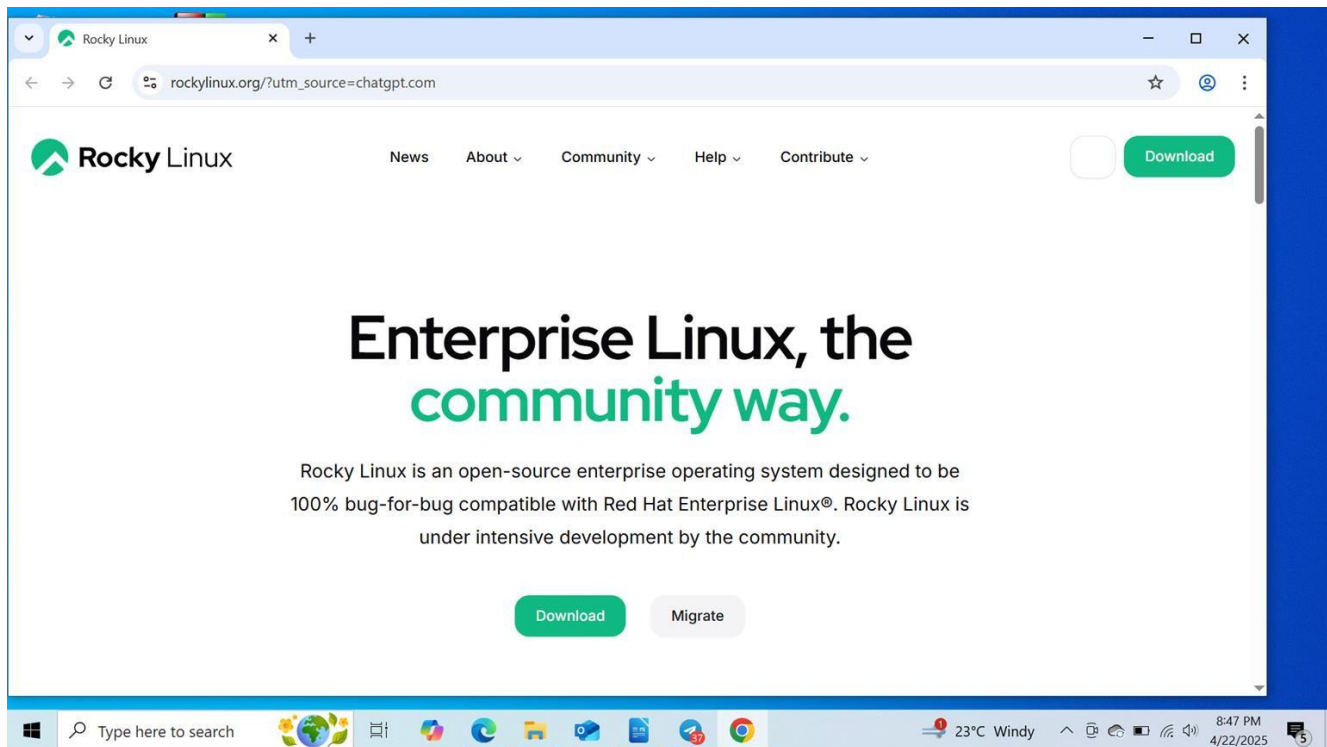 Rocky Linux
rockylinux.org/?utm_source=chatgpt.com
Rocky Linux
News About Community Help Contribute Download
Enterprise Linux, the
community way.
Rocky Linux is an open-source enterprise operating system designed to be
100% bug-for-bug compatible with Red Hat Enterprise Linux®. Rocky Linux is
under intensive development by the community.
Download Migrate
Type here to search 37 1 23°C Windy 8:47 PM
4/22/2025 5